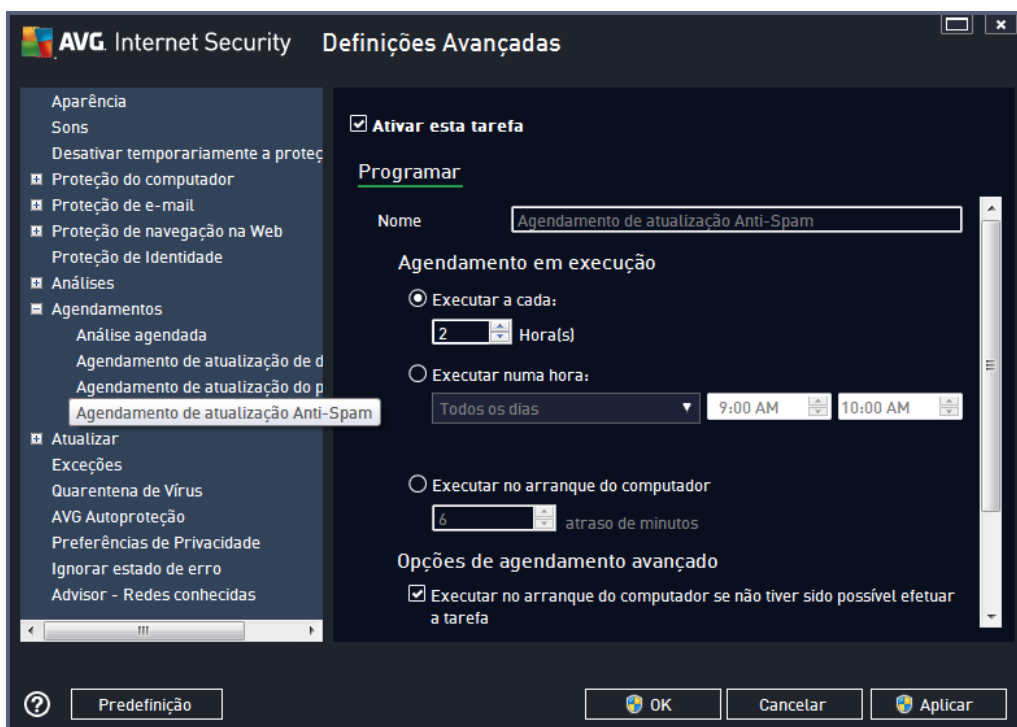 AVG. Internet Security
Definições Avançadas
Aparência
Sons
Desativar temporariamente a proteç
Proteção do computador
Proteção de e-mail
Proteção de navegação na Web
Proteção de Identidade
Análises
Agendamentos
Análise agendada
Agendamento de atualização de d
Agendamento de atualização do p
Agendamento de atualização Anti-Spam
Atualizar
Exceções
Quarentena de Vírus
AVG Autoproteção
Preferências de Privacidade
Ignorar estado de erro
Advisor - Redes conhecidas
Ativar esta tarefa
Programar
Nome Agendamento de atualização Anti-Spam
Agendamento em execução
Executar a cada:
2 Hora(s)
Executar numa hora:
Todos os dias 9:00 AM 10:00 AM
Executar no arranque do computador
6 atraso de minutos
Opções de agendamento avançado
Executar no arranque do computador se não tiver sido possível efetuar
a tarefa
? Predefinição OK Cancelar Aplicar